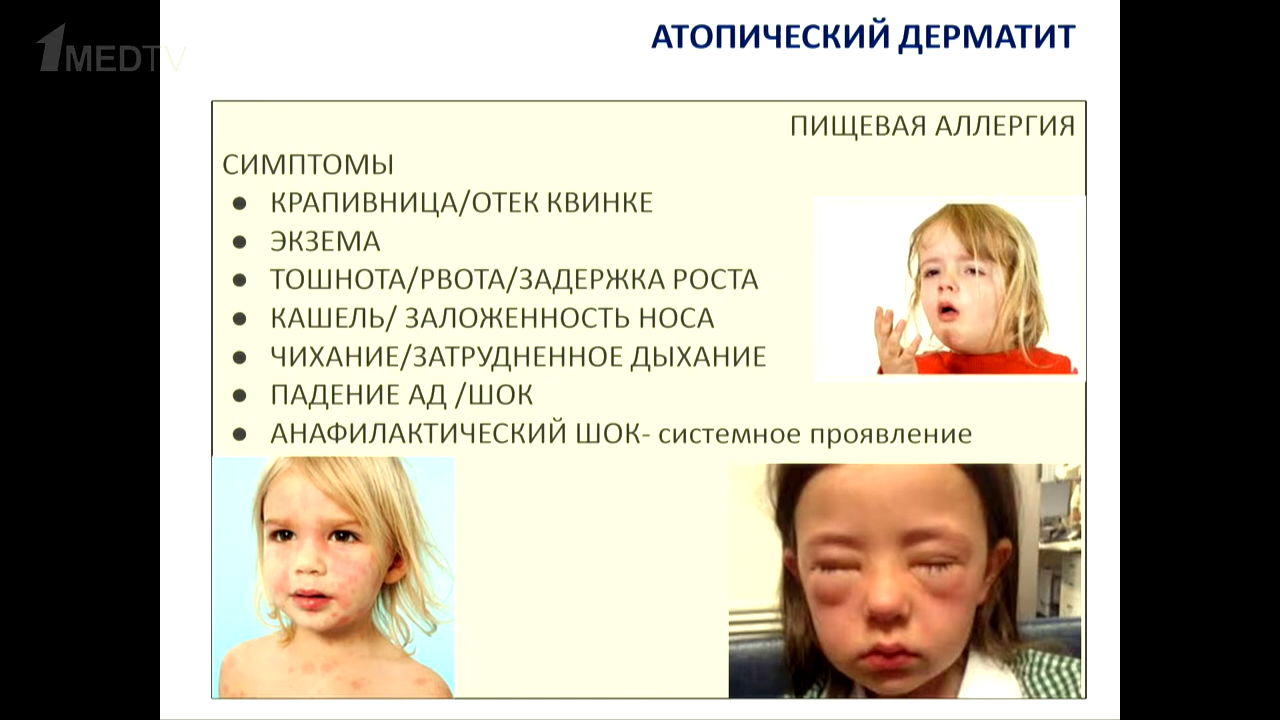 1MEDTV
АТОПИЧЕСКИЙ ДЕРМАТИТ
ПИЩЕВАЯ АЛЛЕРГИЯ
СИМПТОМЫ
● КРАПИВНИЦА/ОТЕК КВИНКЕ
● ЭКЗЕМА
● ТОШНОТА/РВОТА/ЗАДЕРЖКА РОСТА
● КАШЕЛЬ/ ЗАЛОЖЕННОСТЬ НОСА
● ЧИХАНИЕ/ЗАТРУДНЕННОЕ ДЫХАНИЕ
● ПАДЕНИЕ АД /ШОК
● АНАФИЛАКТИЧЕСКИЙ ШОК- системное проявление